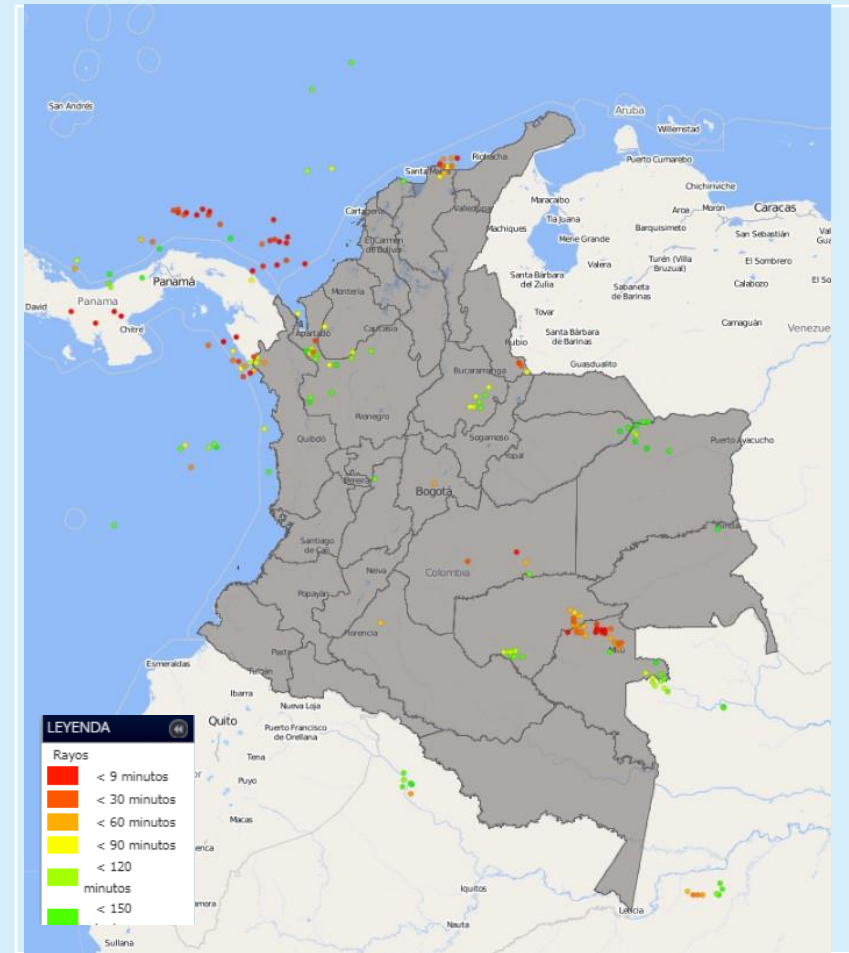 San Andrés
Aruba
Willemstad
Riohacha
Puerto Cumarebo
Santa Marta
Chichiriviche
Maracaibo
Cartagena
Valledupar
Tía Juana
Aroa
Morón
Caracas
Machiques
Mene Grande
Barquisimeto
San Sebastián
El Carmen
de Bolívar
Valera
Turén (Villa
Bruzual)
El Sombrero
Panamá
Santa Bárbara
del Zulia
Sabaneta
de Barinas
Calabozo
El So
David
Panama
Montería
Tovar
Chitré
Caucasia
Camaguán
Apartadó
Rubio
Santa Bárbara
de Barinas
Venezue
Guasdualito
Bucaramanga
Rionegro
Quibdó
Sogamoso
Puerto Ayacucho
Yopal
Pereira
Bogotá
Santiago
de Cali
Neiva
Colombia
Popayán
Florencia
Mitú
Esmeraldas
Pasto
Ibarra
Nueva Loja
Quito
Puerto Francisco
de Orellana
Tena
Puyo
Macas
Iquitos
Leticia
Nauta
Sullana
LEYENDA
Rayos
< 9 minutos
< 30 minutos
< 60 minutos
< 90 minutos
< 120
minutos
< 150